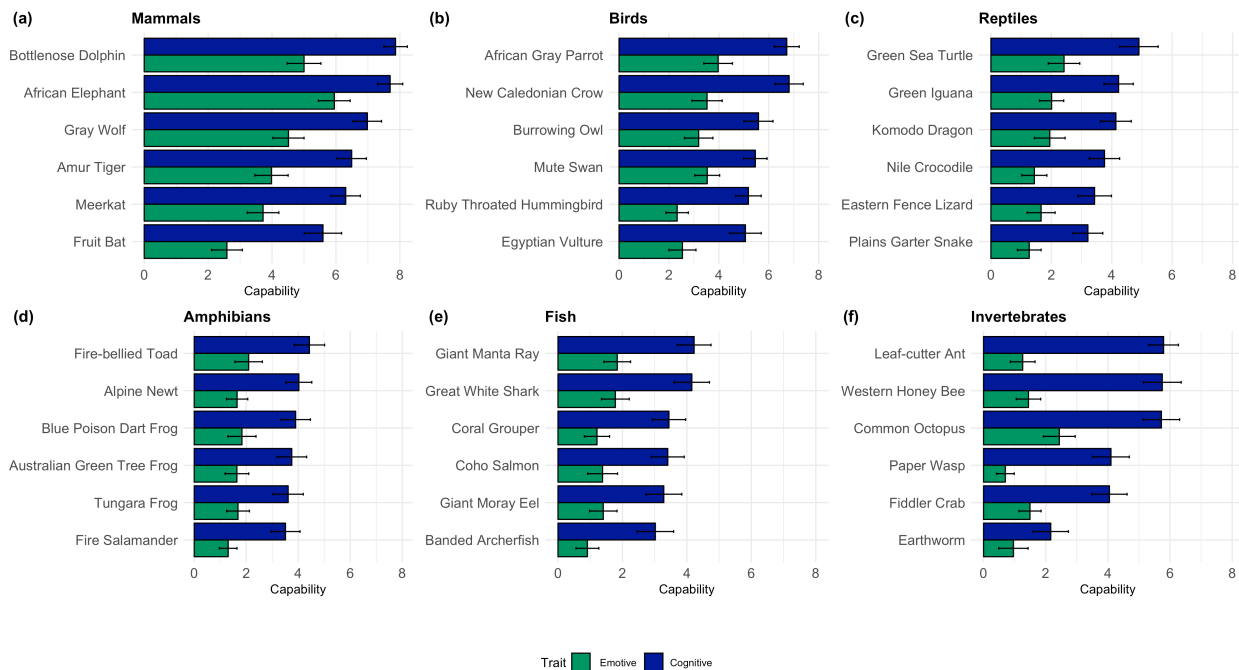 (a) Mammals
Bottlenose Dolphin
African Elephant
Gray Wolf
Amur Tiger
Meerkat
Fruit Bat
0 2 4 6 8
Capability
(b) Birds
African Gray Parrot
New Caledonian Crow
Burrowing Owl
Mute Swan
Ruby Throated Hummingbird
Egyptian Vulture
0 2 4 6 8
Capability
(c) Reptiles
Green Sea Turtle
Green Iguana
Komodo Dragon
Nile Crocodile
Eastern Fence Lizard
Plains Garter Snake
0 2 4 6 8
Capability
(d) Amphibians
Fire-bellied Toad
Alpine Newt
Blue Poison Dart Frog
Australian Green Tree Frog
Tungara Frog
Fire Salamander
0 2 4 6 8
Capability
(e) Fish
Giant Manta Ray
Great White Shark
Coral Grouper
Coho Salmon
Giant Moray Eel
Banded Archerfish
0 2 4 6 8
Capability
(f) Invertebrates
Leaf-cutter Ant
Western Honey Bee
Common Octopus
Paper Wasp
Fiddler Crab
Earthworm
0 2 4 6 8
Capability
Trait Emotive Cognitive